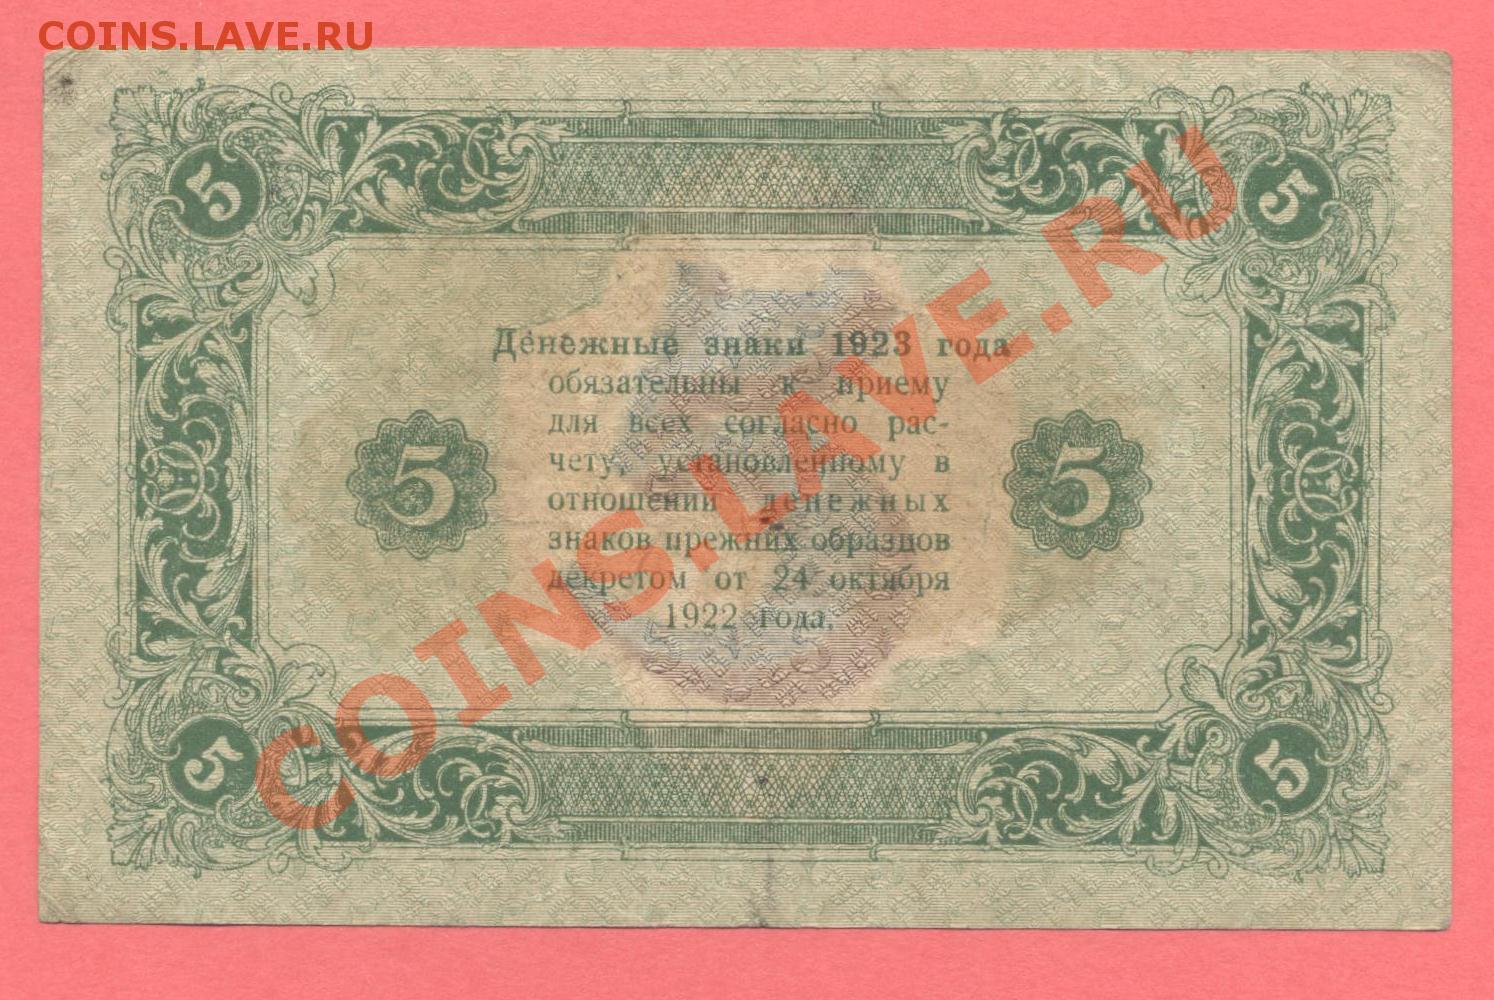 COINS.LAVE.RU
5 5
Денежные знаки 1923 года
обязательны к приему
для всех согласно рас-
чету, установленному в
отношении денежных
знаков прежних образцов
декретом от 24 октября
1922 года.
5 5
5 5
COINS.LAVE.RU